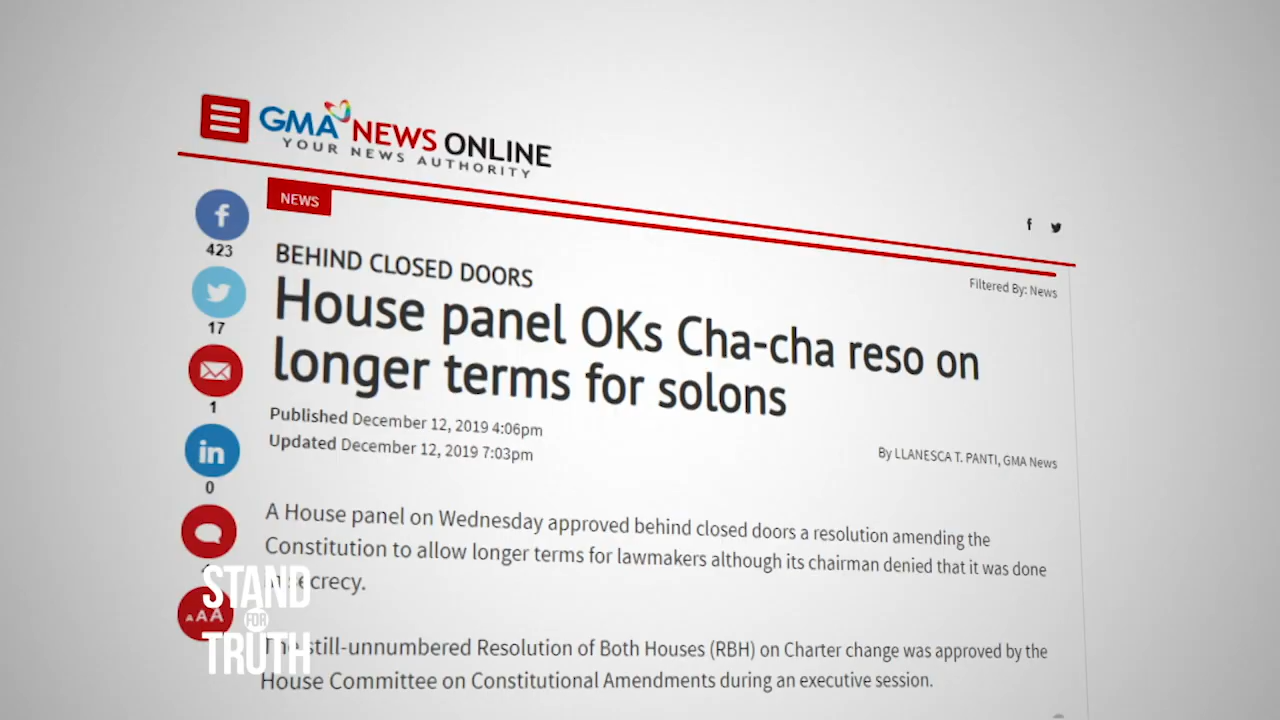 GMA NEWS ONLINE
YOUR NEWS AUTHORITY
NEWS
Filtered By: News
423
17
1
0
BEHIND CLOSED DOORS
House panel OKs Cha-cha reso on
longer terms for solons
Published December 12, 2019 4:06pm
Updated December 12, 2019 7:03pm
By LLANESCA T. PANTI, GMA News
A House panel on Wednesday approved behind closed doors a resolution amending the
Constitution to allow longer terms for lawmakers although its chairman denied that it was done
in secrecy.
The still-unnumbered Resolution of Both Houses (RBH) on Charter change was approved by the
House Committee on Constitutional Amendments during an executive session.
aAA
STAND
FOR
TRUTH